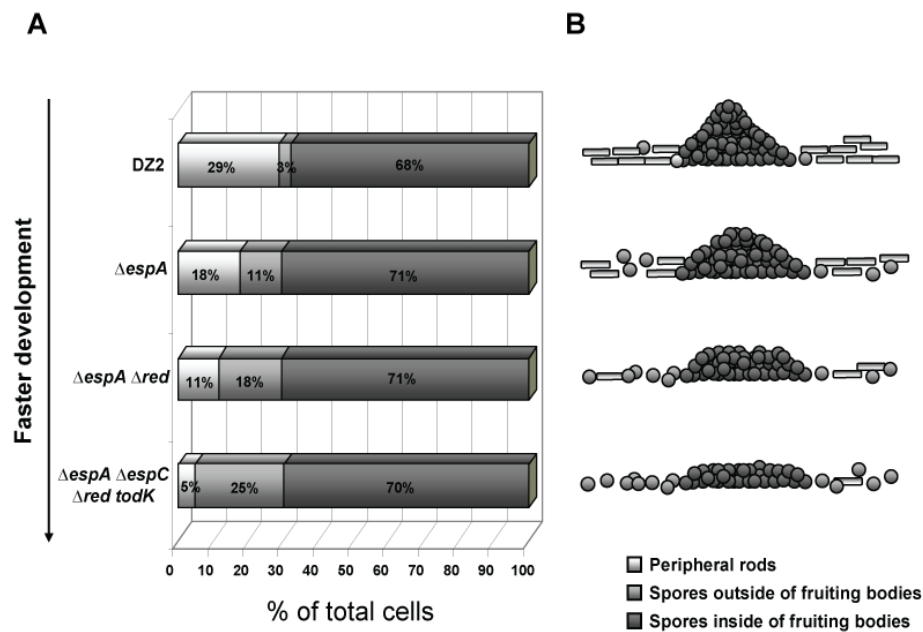 A
B
Faster development
DZ2
29%
3%
68%
ΔespA
18%
11%
71%
ΔespA Δred
11%
18%
71%
ΔespA ΔespC
Δred todK
5%
25%
70%
0 10 20 30 40 50 60 70 80 90 100
% of total cells
Peripheral rods
Spores outside of fruiting bodies
Spores inside of fruiting bodies